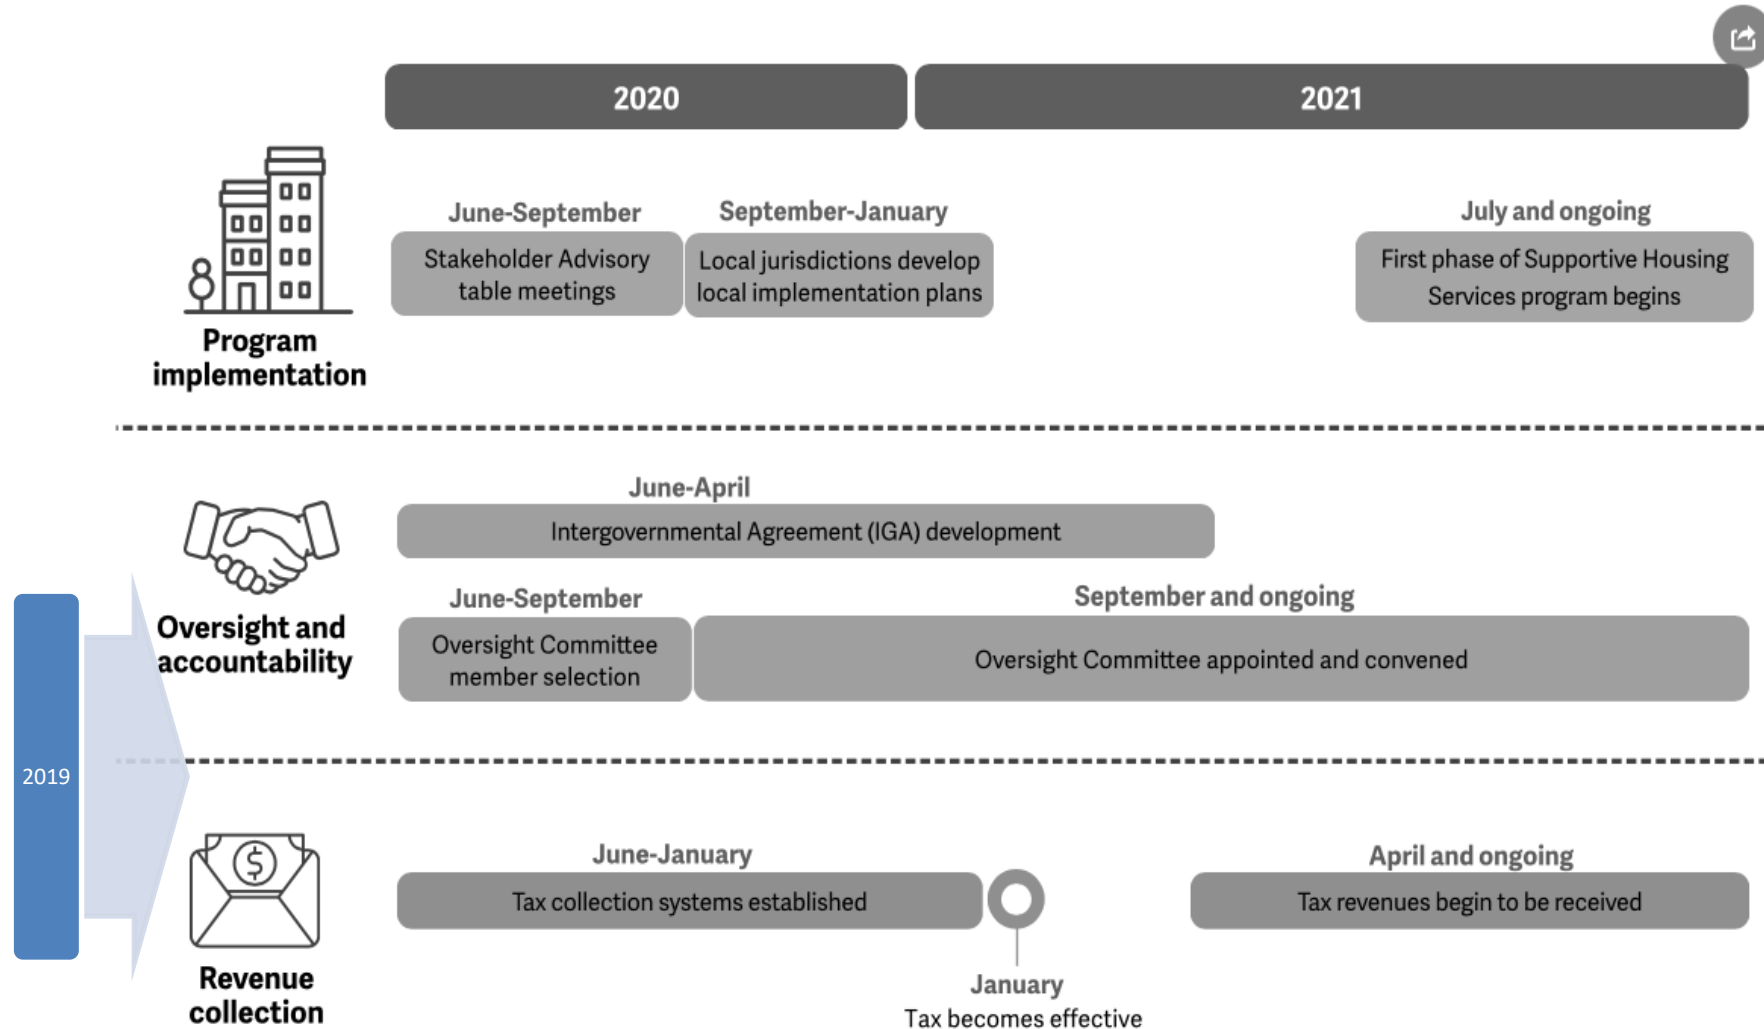 2020
2021
June-September
September-January
July and ongoing
Stakeholder Advisory
table meetings
Local jurisdictions develop
local implementation plans
First phase of Supportive Housing
Services program begins
Program
implementation
June-April
Intergovernmental Agreement (IGA) development
June-September
September and ongoing
Oversight Committee
member selection
Oversight Committee appointed and convened
Oversight and
accountability
2019
$
June-January
April and ongoing
Tax collection systems established
Tax revenues begin to be received
January
Tax becomes effective
Revenue
collection